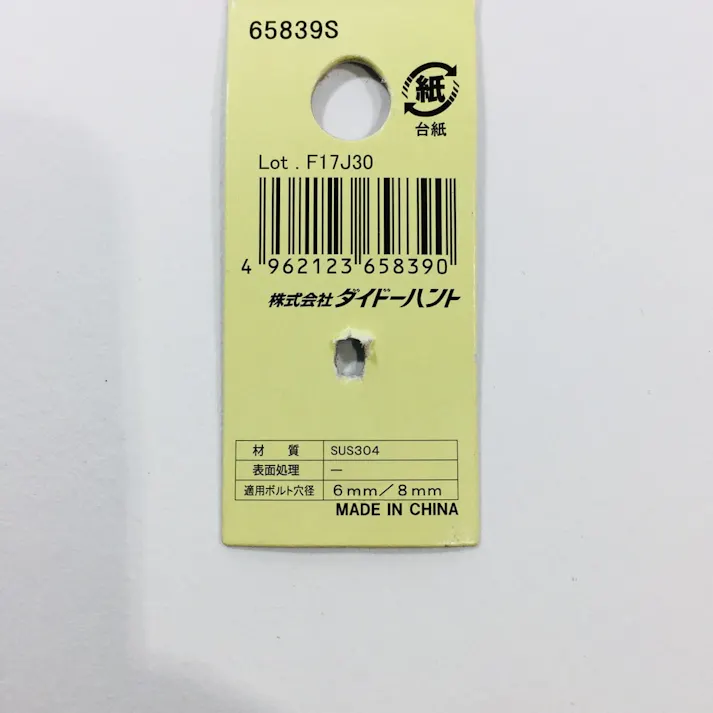 65839S
紙
台紙
Lot . F17J30
4 962123 658390
株式会社 ダイドーハント
材 質 SUS304
表面処理 —
適用ボルト穴径 6mm/8mm
MADE IN CHINA